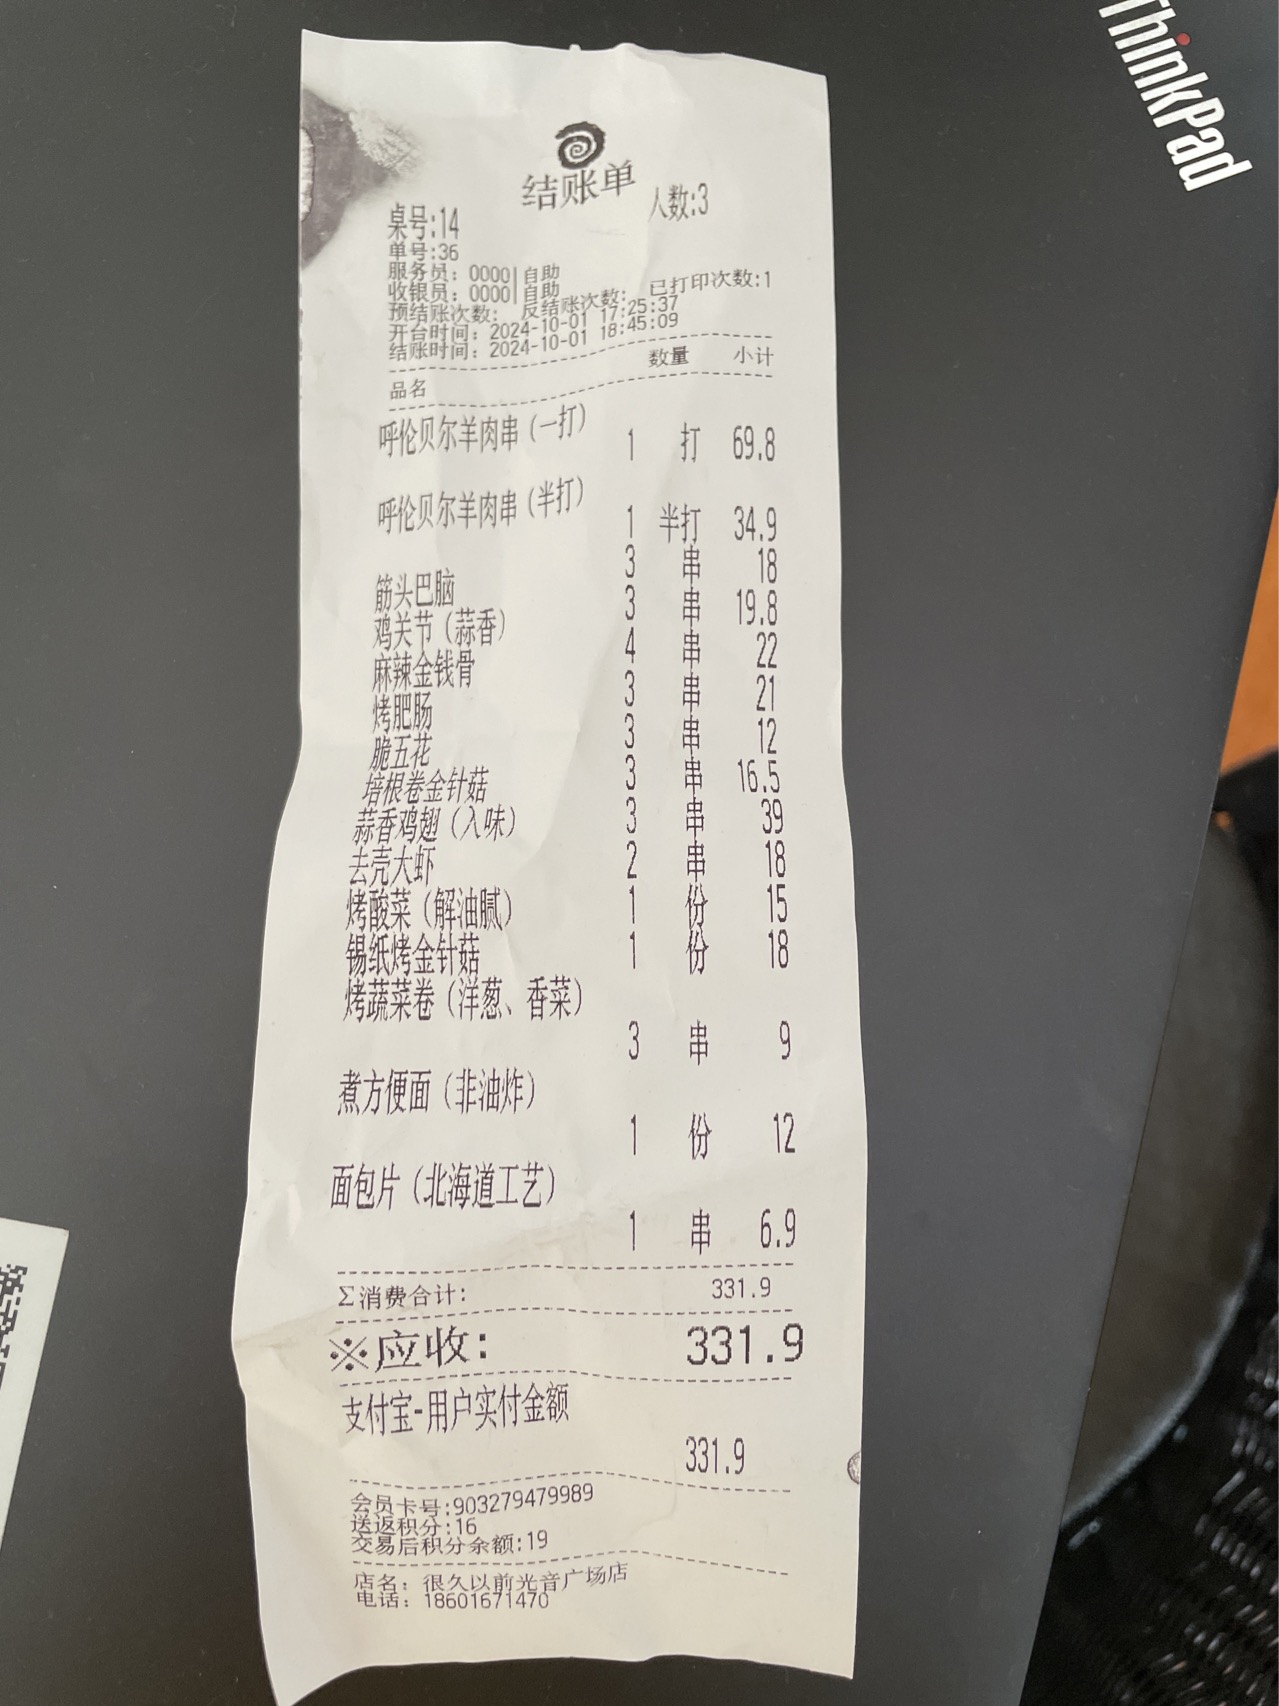 ThinkPad
结账单
桌号:14 人数:3
单号:36
服务员: 0000|自助
收银员: 0000|自助 已打印次数:1
预结账次数: 反结账次数:
开台时间: 2024-10-01 17:25:37
结账时间: 2024-10-01 18:45:09
品名 数量 小计
呼伦贝尔羊肉串(一打)
1 打 69.8
呼伦贝尔羊肉串(半打)
1 半打 34.9
筋头巴脑 3 串 18
鸡关节(蒜香) 3 串 19.8
麻辣金钱骨 4 串 22
烤肥肠 3 串 21
脆五花 3 串 12
培根卷金针菇 3 串 16.5
蒜香鸡翅(入味) 3 串 39
去壳大虾 2 串 18
烤酸菜(解油腻) 1 份 15
锡纸烤金针菇 1 份 18
烤蔬菜卷(洋葱、香菜)
3 串 9
煮方便面(非油炸)
1 份 12
面包片(北海道工艺)
1 串 6.9
Σ消费合计: 331.9
※应收: 331.9
支付宝-用户实付金额
331.9
会员卡号:903279479989
送返积分:16
交易后积分余额:19
店名: 很久以前光音广场店
电话: 18601671470